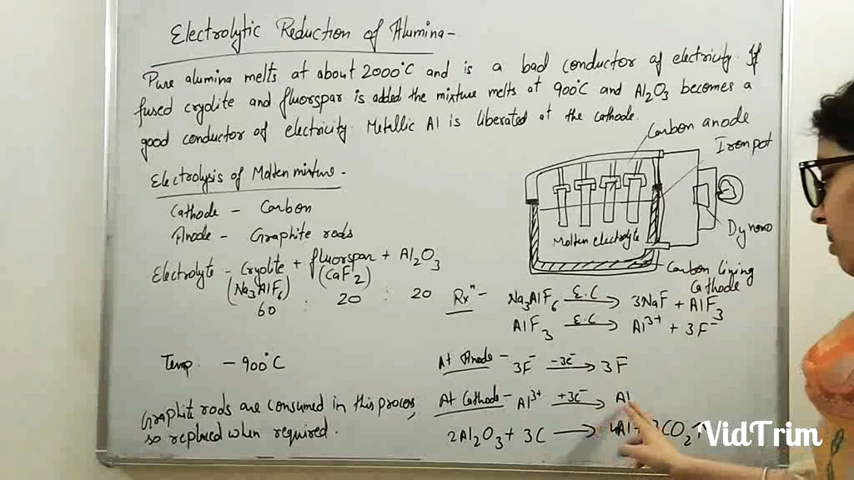 Electrolytic Reduction of Alumina-
Pure alumina melts at about 2000°C and is a bad conductor of electricity. If
fused cryolite and fluorspar is added the mixture melts at 900°C and Al2O3 becomes a
good conductor of electricity. Metallic Al is liberated at the cathode.
Electrolysis of Molten mixture-
Cathode - Carbon
Anode - Graphite rods
Electrolyte - Cryolite + fluorspar + Al2O3
(Na3AlF6) (CaF2)
60 : 20 : 20
Temp. - 900°C
Graphite rods are consumed in this process,
so replaced when required.
Carbon anode
Iron pot
Molten electrolyte
Dynamo
Carbon lining
Cathode
Rxn-
Na3AlF6 E.C → 3NaF + AlF3
AlF3 E.C → Al3+ + 3F-
At Anode- 3F- -3e- → 3F
At Cathode- Al3+ +3e- → Al
2Al2O3 + 3C → 4Al + 3CO2↑
VidTrim